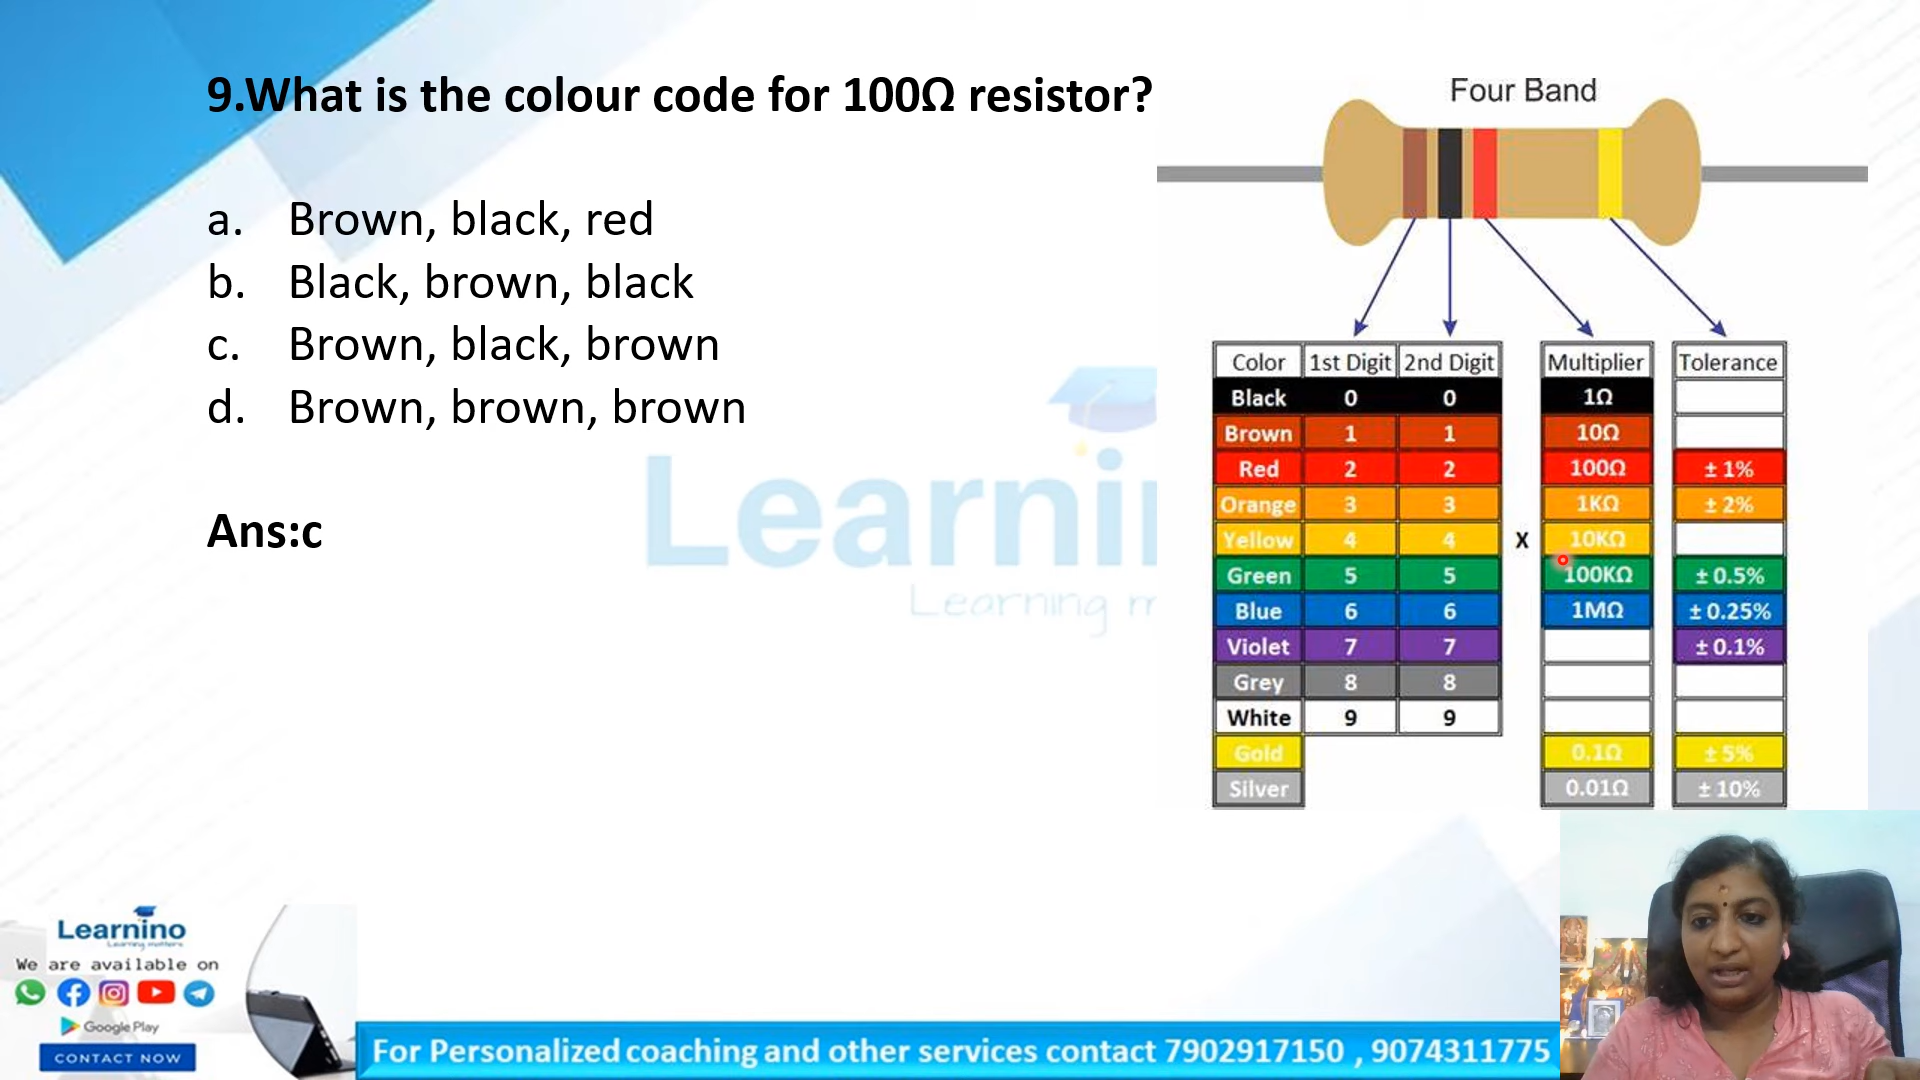 9.What is the colour code for 100Ω resistor?
a. Brown, black, red
b. Black, brown, black
c. Brown, black, brown
d. Brown, brown, brown
Ans:c
Four Band
Color 1st Digit 2nd Digit Multiplier Tolerance
Black 0 0 1Ω
Brown 1 1 10Ω
Red 2 2 100Ω ± 1%
Orange 3 3 1KΩ ± 2%
Yellow 4 4 x 10KΩ
Green 5 5 100KΩ ± 0.5%
Blue 6 6 1MΩ ± 0.25%
Violet 7 7 ± 0.1%
Grey 8 8
White 9 9
Gold 0.1Ω ± 5%
Silver 0.01Ω ± 10%
Learni
Learning m
Learnino
Learning matters
We are available on
Google Play
CONTACT NOW
For Personalized coaching and other services contact 7902917150 , 9074311775